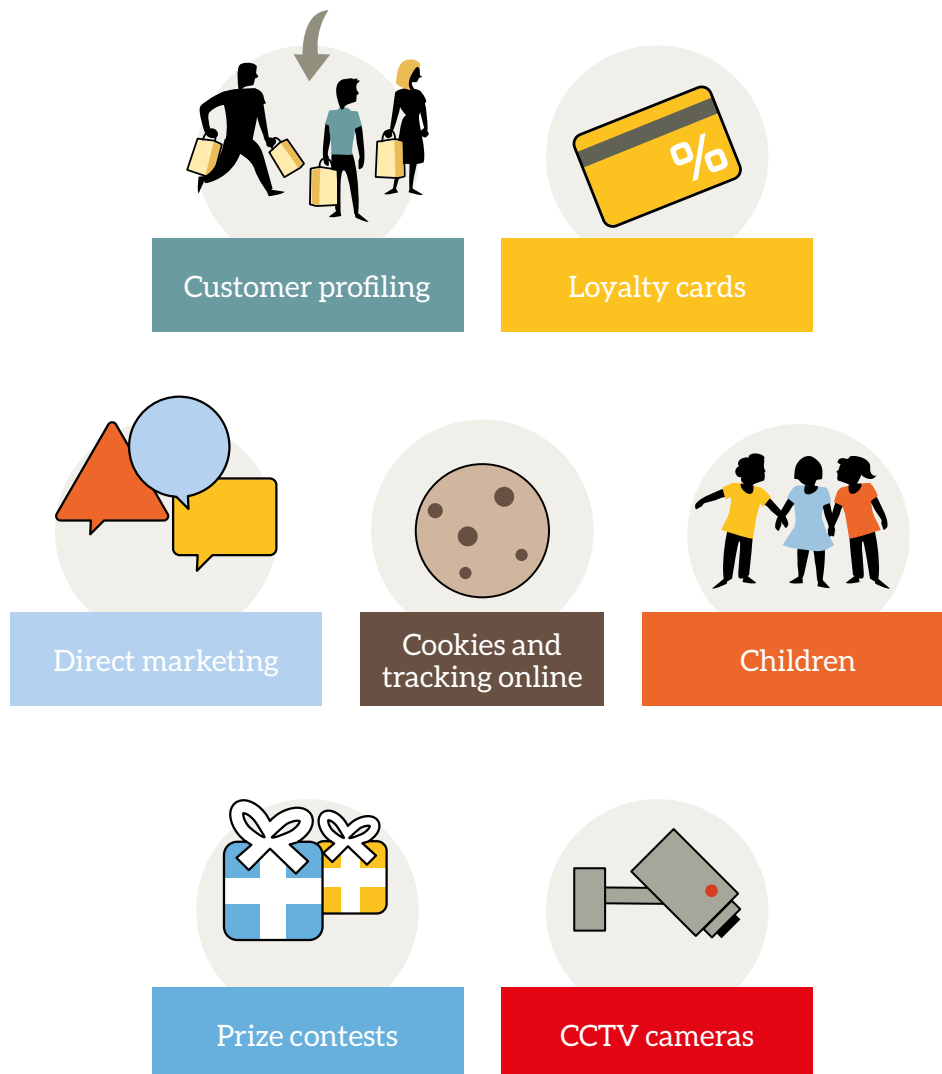 %
Customer profiling
Loyalty cards
Direct marketing
Cookies and
tracking online
Children
Prize contests
CCTV cameras